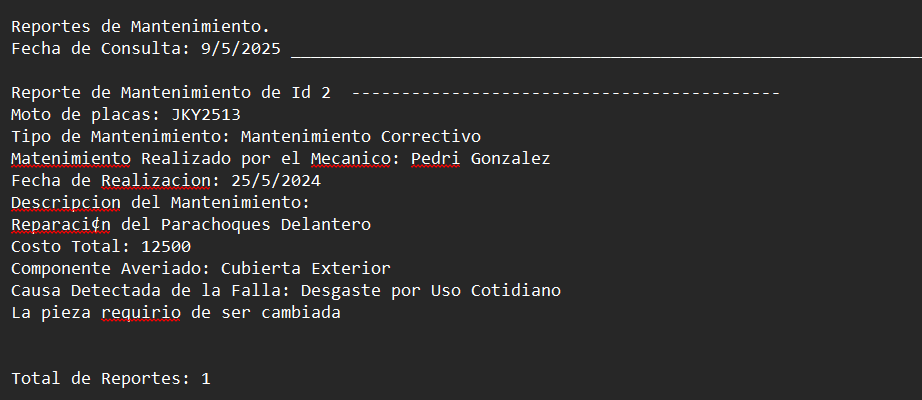 Reportes de Mantenimiento.
Fecha de Consulta: 9/5/2025 _______________________________________________________________
Reporte de Mantenimiento de Id 2  -------------------------------------------
Moto de placas: JKY2513
Tipo de Mantenimiento: Mantenimiento Correctivo
Matenimiento Realizado por el Mecanico: Pedri Gonzalez
Fecha de Realizacion: 25/5/2024
Descripcion del Mantenimiento:
Reparaci¢n del Parachoques Delantero
Costo Total: 12500
Componente Averiado: Cubierta Exterior
Causa Detectada de la Falla: Desgaste por Uso Cotidiano
La pieza requirio de ser cambiada
Total de Reportes: 1